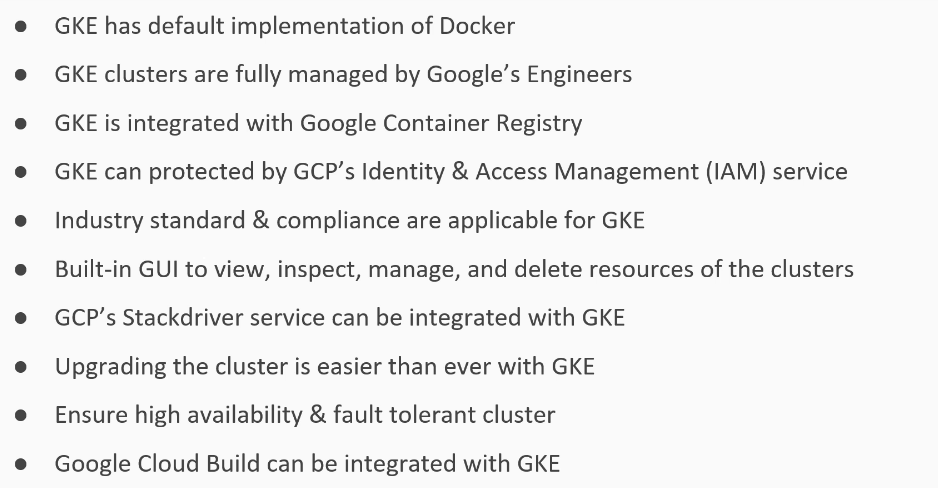 ● GKE has default implementation of Docker
● GKE clusters are fully managed by Google’s Engineers
● GKE is integrated with Google Container Registry
● GKE can protected by GCP’s Identity & Access Management (IAM) service
● Industry standard & compliance are applicable for GKE
● Built-in GUI to view, inspect, manage, and delete resources of the clusters
● GCP’s Stackdriver service can be integrated with GKE
● Upgrading the cluster is easier than ever with GKE
● Ensure high availability & fault tolerant cluster
● Google Cloud Build can be integrated with GKE